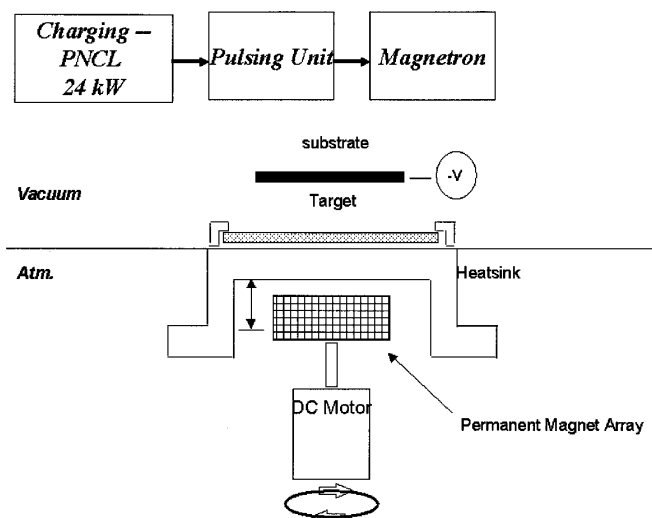 Charging –
PNCL
24 kW
Pulsing Unit
Magnetron
substrate
-V
Vacuum
Target
Atm.
Heatsink
DC Motor
Permanent Magnet Array